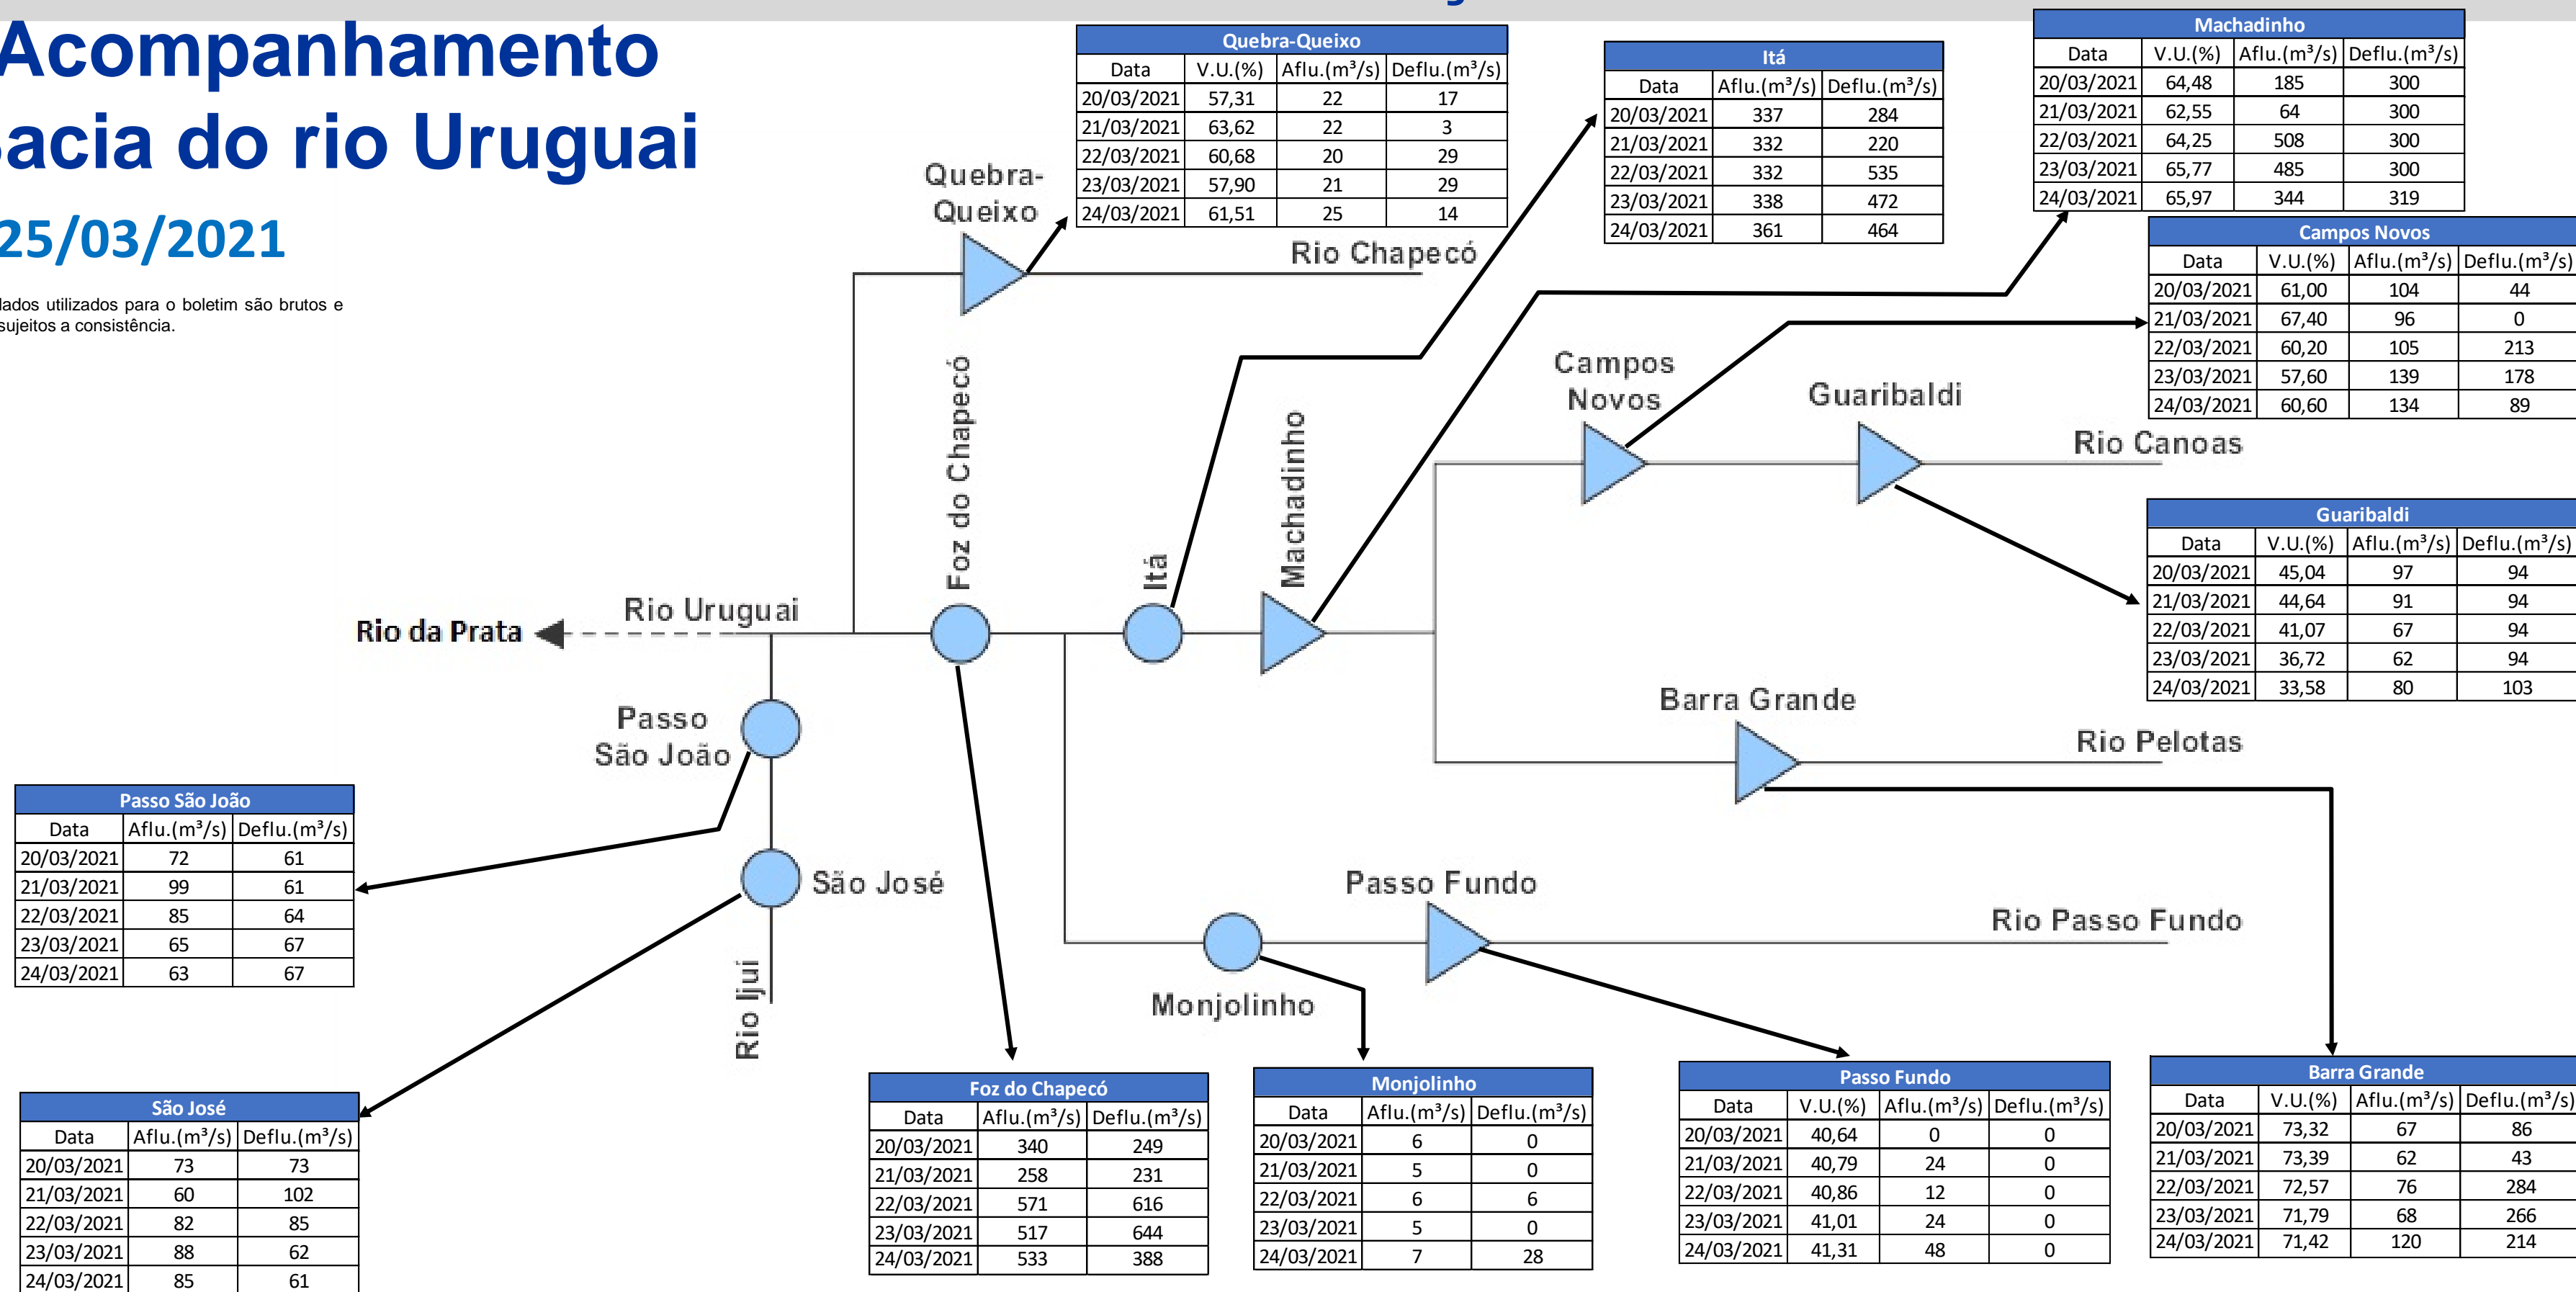 Acompanhamento
acia do rio Uruguai
25/03/2021
dados utilizados para o boletim são brutos e
sujeitos a consistência.
Quebra-Queixo
Data V.U.(%) Aflu.(m³/s) Deflu.(m³/s)
20/03/2021 57,31 22 17
21/03/2021 63,62 22 3
22/03/2021 60,68 20 29
23/03/2021 57,90 21 29
24/03/2021 61,51 25 14
Itá
Data Aflu.(m³/s) Deflu.(m³/s)
20/03/2021 337 284
21/03/2021 332 220
22/03/2021 332 535
23/03/2021 338 472
24/03/2021 361 464
Machadinho
Data V.U.(%) Aflu.(m³/s) Deflu.(m³/s)
20/03/2021 64,48 185 300
21/03/2021 62,55 64 300
22/03/2021 64,25 508 300
23/03/2021 65,77 485 300
24/03/2021 65,97 344 319
Campos Novos
Data V.U.(%) Aflu.(m³/s) Deflu.(m³/s)
20/03/2021 61,00 104 44
21/03/2021 67,40 96 0
22/03/2021 60,20 105 213
23/03/2021 57,60 139 178
24/03/2021 60,60 134 89
Quebra-
Queixo
Rio Chapecó
Foz do Chapecó
Itá
Machadinho
Campos
Novos
Guaribaldi
Rio Canoas
Guaribaldi
Data V.U.(%) Aflu.(m³/s) Deflu.(m³/s)
20/03/2021 45,04 97 94
21/03/2021 44,64 91 94
22/03/2021 41,07 67 94
23/03/2021 36,72 62 94
24/03/2021 33,58 80 103
Rio da Prata
Rio Uruguai
Passo
São João
Barra Grande
Rio Pelotas
Passo São João
Data Aflu.(m³/s) Deflu.(m³/s)
20/03/2021 72 61
21/03/2021 99 61
22/03/2021 85 64
23/03/2021 65 67
24/03/2021 63 67
São José
Rio Ijuí
Passo Fundo
Rio Passo Fundo
Monjolinho
São José
Data Aflu.(m³/s) Deflu.(m³/s)
20/03/2021 73 73
21/03/2021 60 102
22/03/2021 82 85
23/03/2021 88 62
24/03/2021 85 61
Foz do Chapecó
Data Aflu.(m³/s) Deflu.(m³/s)
20/03/2021 340 249
21/03/2021 258 231
22/03/2021 571 616
23/03/2021 517 644
24/03/2021 533 388
Monjolinho
Data Aflu.(m³/s) Deflu.(m³/s)
20/03/2021 6 0
21/03/2021 5 0
22/03/2021 6 6
23/03/2021 5 0
24/03/2021 7 28
Passo Fundo
Data V.U.(%) Aflu.(m³/s) Deflu.(m³/s)
20/03/2021 40,64 0 0
21/03/2021 40,79 24 0
22/03/2021 40,86 12 0
23/03/2021 41,01 24 0
24/03/2021 41,31 48 0
Barra Grande
Data V.U.(%) Aflu.(m³/s) Deflu.(m³/s)
20/03/2021 73,32 67 86
21/03/2021 73,39 62 43
22/03/2021 72,57 76 284
23/03/2021 71,79 68 266
24/03/2021 71,42 120 214